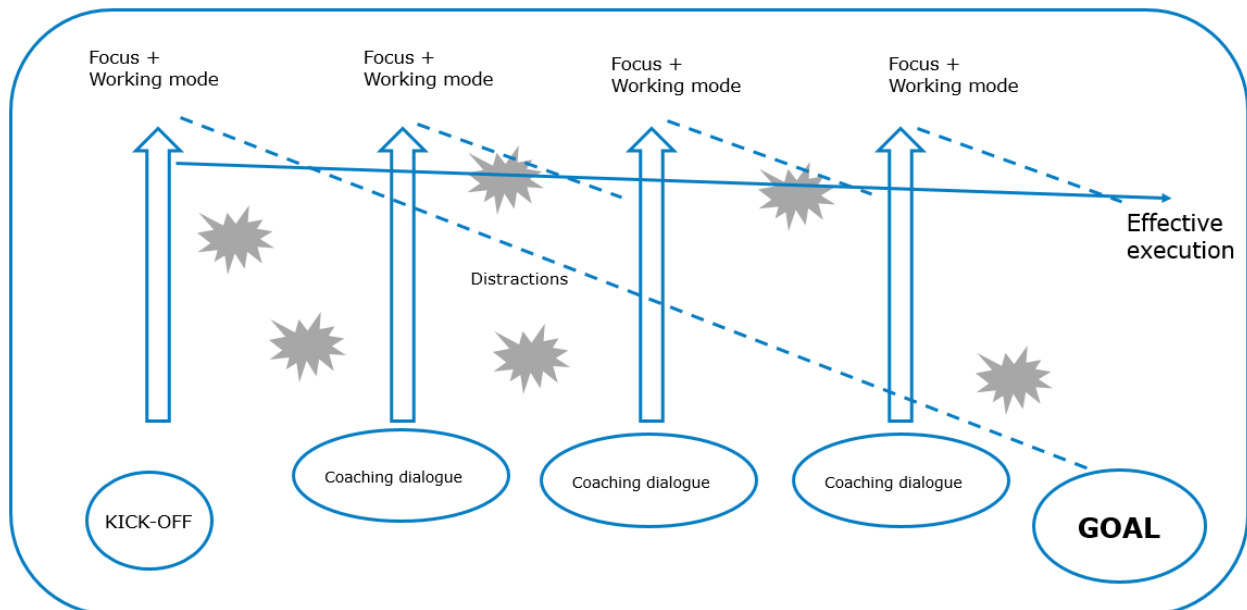 Focus +
Working mode
Focus +
Working mode
Focus +
Working mode
Focus +
Working mode
Effective
execution
Distractions
Coaching dialogue
Coaching dialogue
Coaching dialogue
KICK-OFF
GOAL